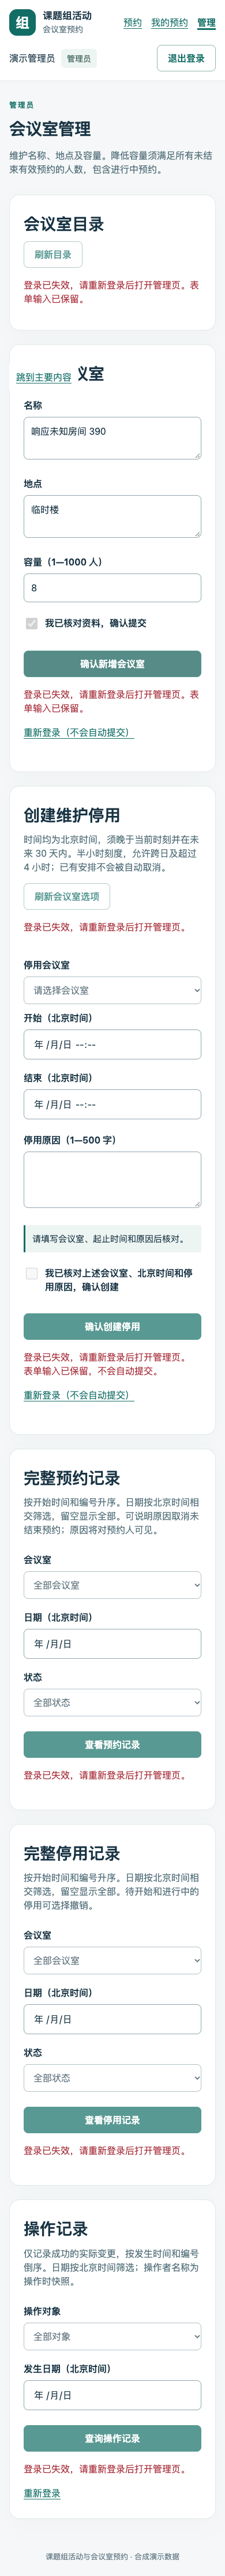 组
课题组活动
会议室预约
预约 我的预约 管理
演示管理员 管理员
退出登录
管理员
会议室管理
维护名称、地点及容量。降低容量须满足所有未结
束有效预约的人数，包含进行中预约。
会议室目录
刷新目录
登录已失效，请重新登录后打开管理页。表
单输入已保留。
跳到主要内容
议室
名称
响应未知房间 390
地点
临时楼
容量（1—1000 人）
8
我已核对资料，确认提交
确认新增会议室
登录已失效，请重新登录后打开管理页。表
单输入已保留。
重新登录（不会自动提交）
创建维护停用
时间均为北京时间，须晚于当前时刻并在未
来 30 天内。半小时刻度，允许跨日及超过
4 小时；已有安排不会被自动取消。
刷新会议室选项
登录已失效，请重新登录后打开管理页。
停用会议室
请选择会议室
开始（北京时间）
年 /月/日 --:--
结束（北京时间）
年 /月/日 --:--
停用原因（1—500 字）
请填写会议室、起止时间和原因后核对。
我已核对上述会议室、北京时间和停
用原因，确认创建
确认创建停用
登录已失效，请重新登录后打开管理页。
表单输入已保留，不会自动提交。
重新登录（不会自动提交）
完整预约记录
按开始时间和编号升序。日期按北京时间相
交筛选，留空显示全部。可说明原因取消未
结束预约；原因将对预约人可见。
会议室
全部会议室
日期（北京时间）
年 /月/日
状态
全部状态
查看预约记录
登录已失效，请重新登录后打开管理页。
完整停用记录
按开始时间和编号升序。日期按北京时间相
交筛选，留空显示全部。待开始和进行中的
停用可选择撤销。
会议室
全部会议室
日期（北京时间）
年 /月/日
状态
全部状态
查看停用记录
登录已失效，请重新登录后打开管理页。
操作记录
仅记录成功的实际变更，按发生时间和编号
倒序。日期按北京时间筛选；操作者名称为
操作时快照。
操作对象
全部对象
发生日期（北京时间）
年 /月/日
查询操作记录
登录已失效，请重新登录后打开管理页。
重新登录
课题组活动与会议室预约 · 合成演示数据